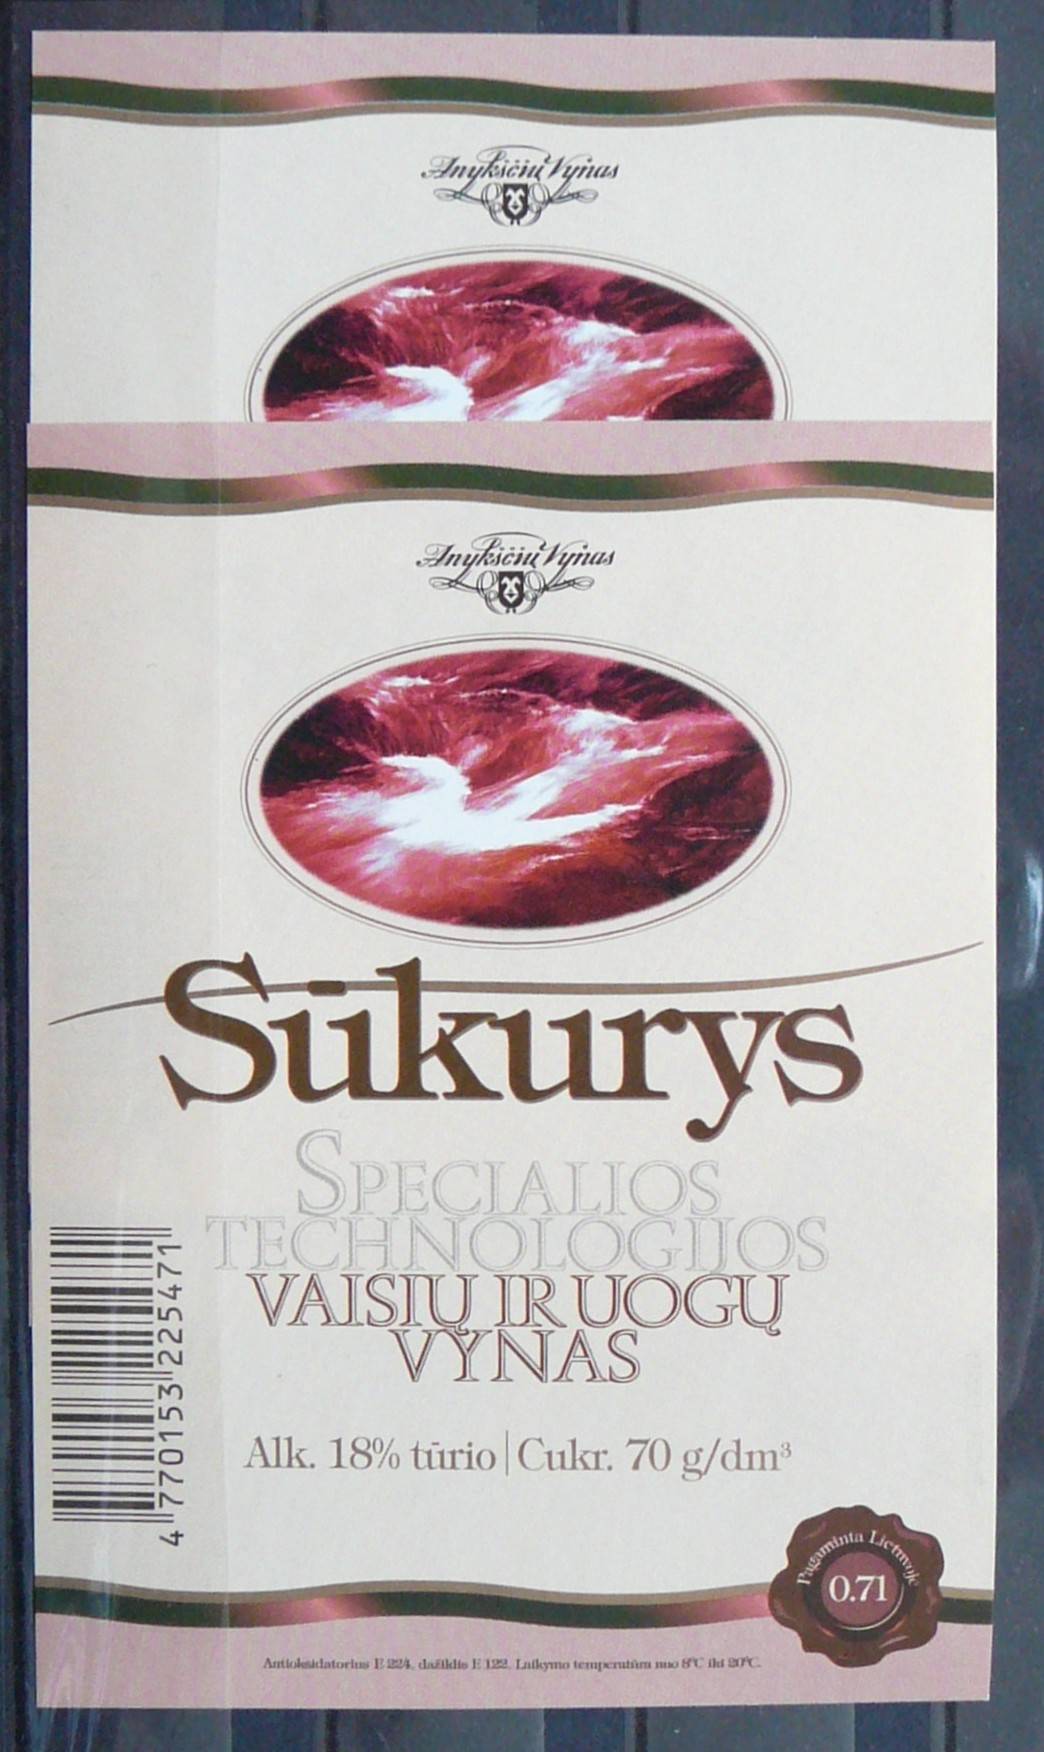 Anykščių Vynas
Anykščių Vynas
Sūkurys
SPECIALIOS
TECHNOLOGIJOS
VAISIŲ IR UOGŲ
VYNAS
Alk. 18% tūrio | Cukr. 70 g/dm³
4 770153 225471
Pagaminta Lietuvoje
0.71
Antioksidatorius E 224, dažiklis E 122. Laikymo temperatūra nuo 8°C iki 20°C.